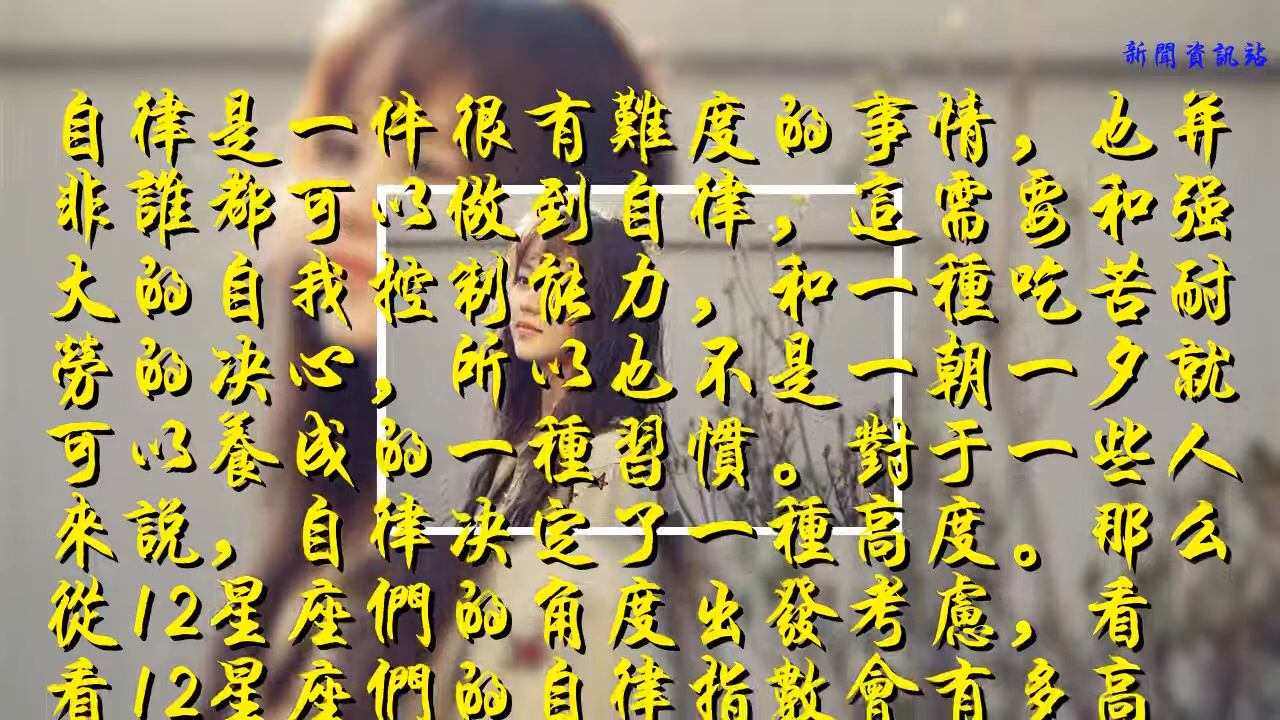 新聞資訊站
自律是一件很有難度的事情，也并
非誰都可以做到自律，這需要和强
大的自我控制能力，和一種吃苦耐
勞的决心，所以也不是一朝一夕就
可以養成的一種習慣。對于一些人
來説，自律决定了一種高度。那么
從12星座們的角度出發考慮，看
看12星座們的自律指數會有多高